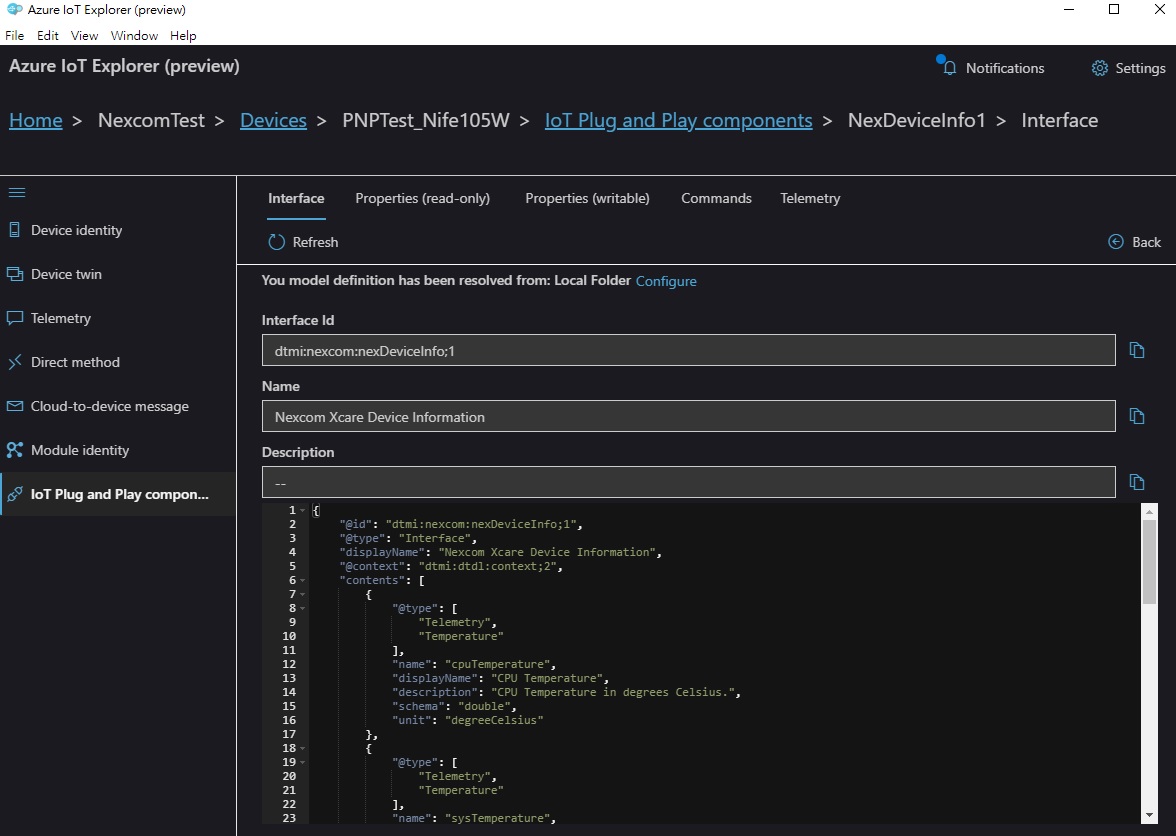 Azure IoT Explorer (preview)
File Edit View Window Help
Azure IoT Explorer (preview)
Notifications Settings
Home > NexcomTest > Devices > PNPTest_Nife105W > IoT Plug and Play components > NexDeviceInfo1 > Interface
Device identity
Device twin
Telemetry
Direct method
Cloud-to-device message
Module identity
IoT Plug and Play compon...
Interface Properties (read-only) Properties (writable) Commands Telemetry
Refresh Back
You model definition has been resolved from: Local Folder Configure
Interface Id
dtmi:nexcom:nexDeviceInfo;1
Name
Nexcom Xcare Device Information
Description
--
1 {
2 "@id": "dtmi:nexcom:nexDeviceInfo;1",
3 "@type": "Interface",
4 "displayName": "Nexcom Xcare Device Information",
5 "@context": "dtmi:dtdl:context;2",
6 "contents": [
7 {
8 "@type": [
9 "Telemetry",
10 "Temperature"
11 ],
12 "name": "cpuTemperature",
13 "displayName": "CPU Temperature",
14 "description": "CPU Temperature in degrees Celsius.",
15 "schema": "double",
16 "unit": "degreeCelsius"
17 },
18 {
19 "@type": [
20 "Telemetry",
21 "Temperature"
22 ],
23 "name": "sysTemperature",